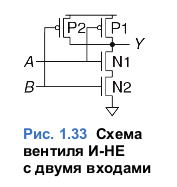 P2 P1
Y
A N1
B N2
Рис. 1.33 Схема
вентиля И-НЕ
с двумя входами